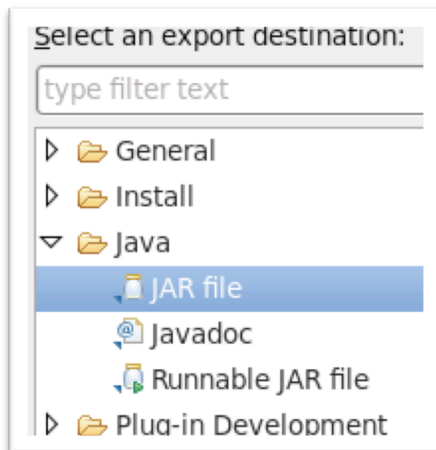 Select an export destination:
type filter text
General
Install
Java
JAR file
Javadoc
Runnable JAR file
Plug-in Development